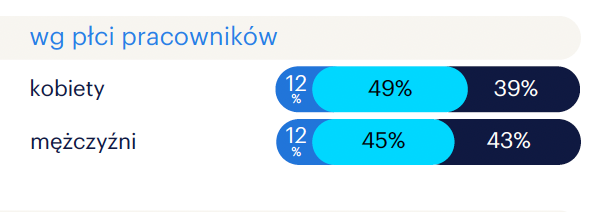 wg płci pracowników
kobiety 12% 49% 39%
mężczyźni 12% 45% 43%